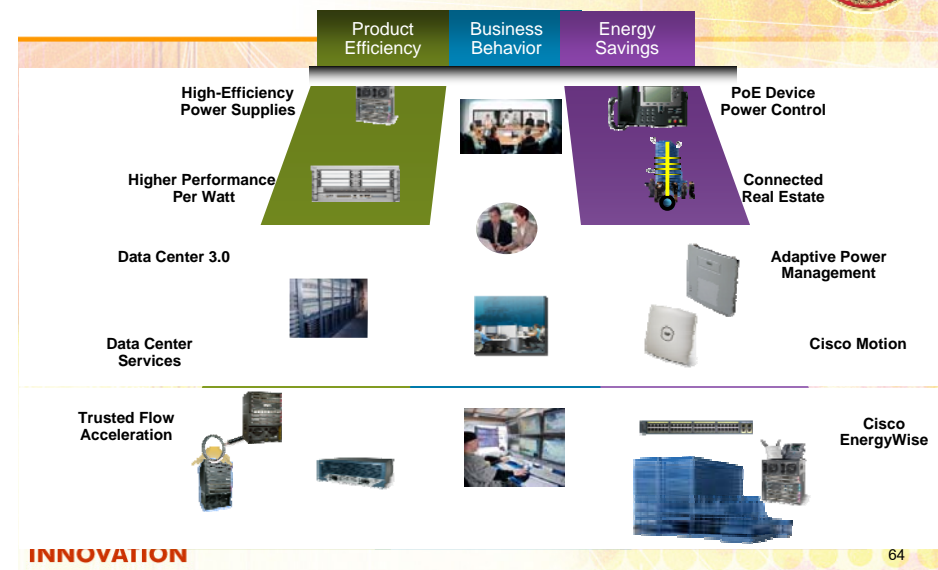 Product
Efficiency
Business
Behavior
Energy
Savings
High-Efficiency
Power Supplies
PoE Device
Power Control
Higher Performance
Per Watt
Connected
Real Estate
Data Center 3.0
Adaptive Power
Management
Data Center
Services
Cisco Motion
Trusted Flow
Acceleration
Cisco
EnergyWise
INNOVATION
64